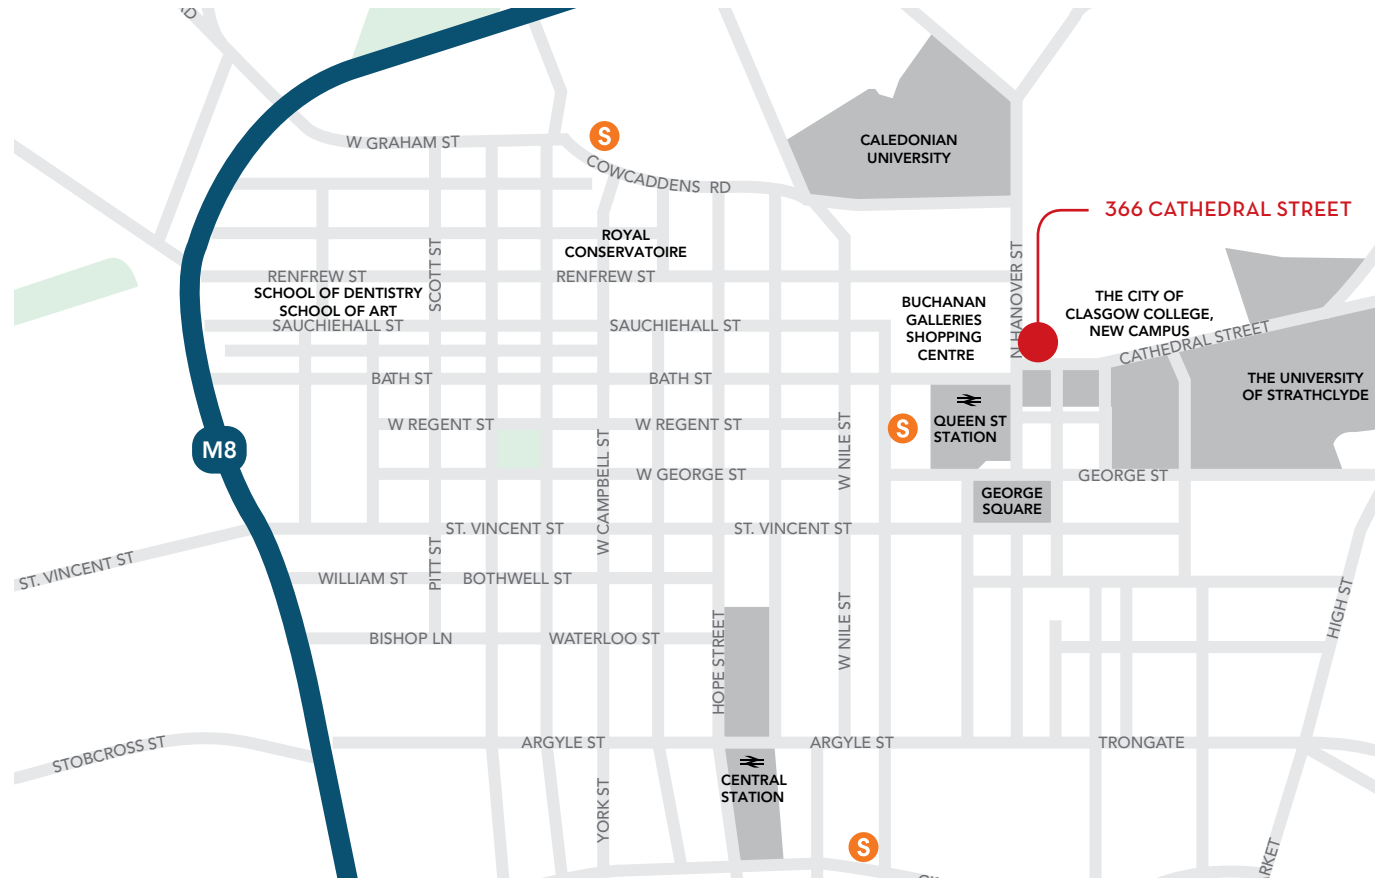 RD
W GRAHAM ST
S
COWCADDENS RD
CALEDONIAN
UNIVERSITY
366 CATHEDRAL STREET
ROYAL
CONSERVATOIRE
SCOTT ST
N HANOVER ST
RENFREW ST
RENFREW ST
SCHOOL OF DENTISTRY
SCHOOL OF ART
BUCHANAN
GALLERIES
SHOPPING
CENTRE
THE CITY OF
CLASGOW COLLEGE,
NEW CAMPUS
SAUCHIEHALL ST
SAUCHIEHALL ST
CATHEDRAL STREET
BATH ST
BATH ST
THE UNIVERSITY
OF STRATHCLYDE
W REGENT ST
W REGENT ST
W NILE ST
S
QUEEN ST
STATION
M8
W CAMPBELL ST
W GEORGE ST
GEORGE ST
GEORGE
SQUARE
ST. VINCENT ST
ST. VINCENT ST
ST. VINCENT ST
PITT ST
WILLIAM ST
BOTHWELL ST
HIGH ST
BISHOP LN
WATERLOO ST
HOPE STREET
W NILE ST
STOBCROSS ST
ARGYLE ST
ARGYLE ST
TRONGATE
CENTRAL
STATION
YORK ST
S
RKET